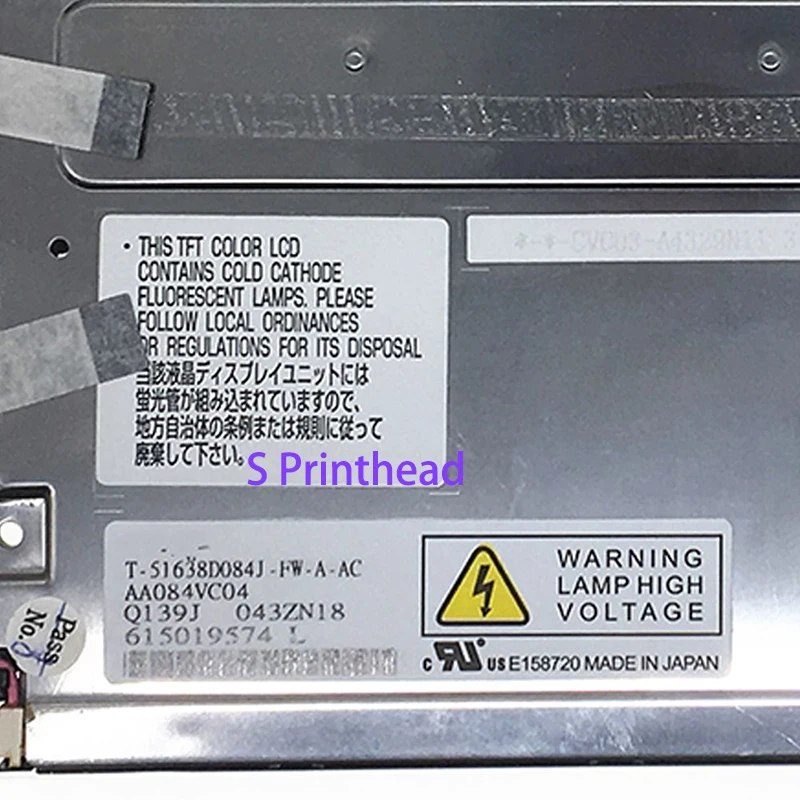 • THIS TFT COLOR LCD
CONTAINS COLD CATHODE
FLUORESCENT LAMPS. PLEASE
FOLLOW LOCAL ORDINANCES
OR REGULATIONS FOR ITS DISPOSAL
当該液晶ディスプレイユニットには
蛍光管が組み込まれていますので、
地方自治体の条例または規則に従って
廃棄して下さい。
S Printhead
T-51638D084J-FW-A-AC
AA084VC04
Q139J 043ZN18
615019574 L
WARNING
LAMP HIGH
VOLTAGE
c RU US E158720 MADE IN JAPAN
Pass
No.